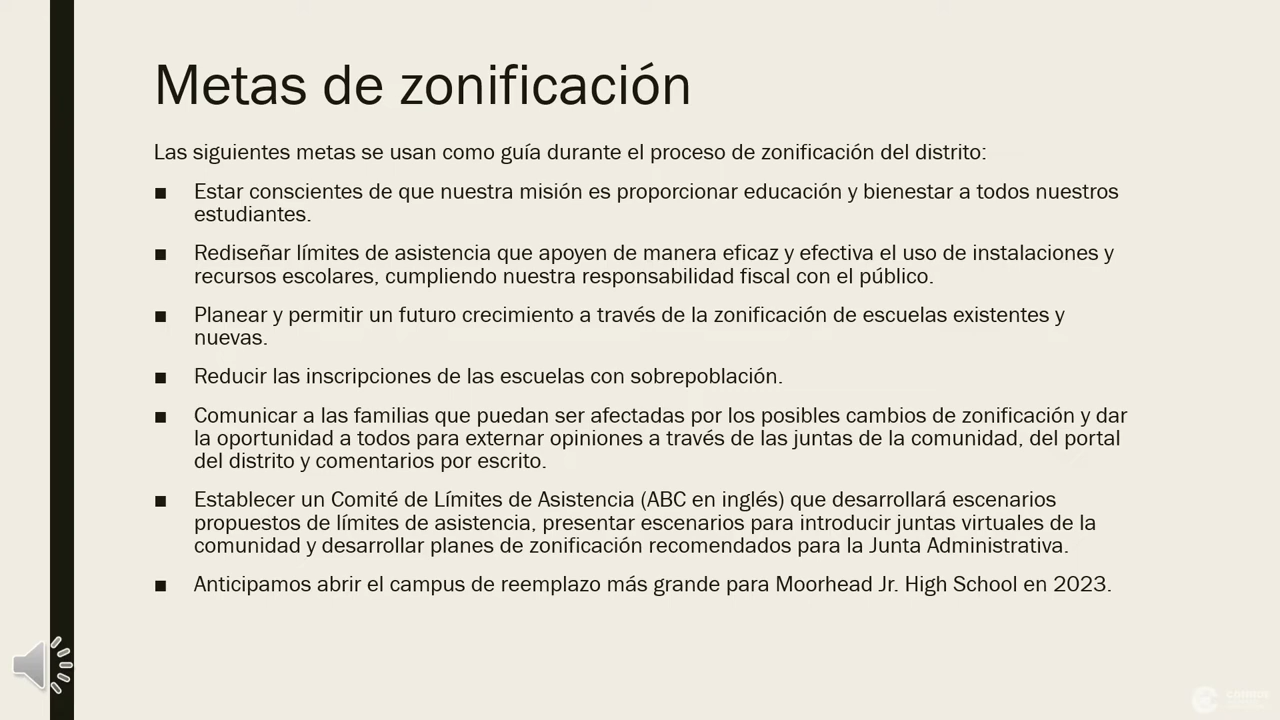 Metas de zonificación
Las siguientes metas se usan como guía durante el proceso de zonificación del distrito:
■ Estar conscientes de que nuestra misión es proporcionar educación y bienestar a todos nuestros
estudiantes.
■ Rediseñar límites de asistencia que apoyen de manera eficaz y efectiva el uso de instalaciones y
recursos escolares, cumpliendo nuestra responsabilidad fiscal con el público.
■ Planear y permitir un futuro crecimiento a través de la zonificación de escuelas existentes y
nuevas.
■ Reducir las inscripciones de las escuelas con sobrepoblación.
■ Comunicar a las familias que puedan ser afectadas por los posibles cambios de zonificación y dar
la oportunidad a todos para externar opiniones a través de las juntas de la comunidad, del portal
del distrito y comentarios por escrito.
■ Establecer un Comité de Límites de Asistencia (ABC en inglés) que desarrollará escenarios
propuestos de límites de asistencia, presentar escenarios para introducir juntas virtuales de la
comunidad y desarrollar planes de zonificación recomendados para la Junta Administrativa.
■ Anticipamos abrir el campus de reemplazo más grande para Moorhead Jr. High School en 2023.